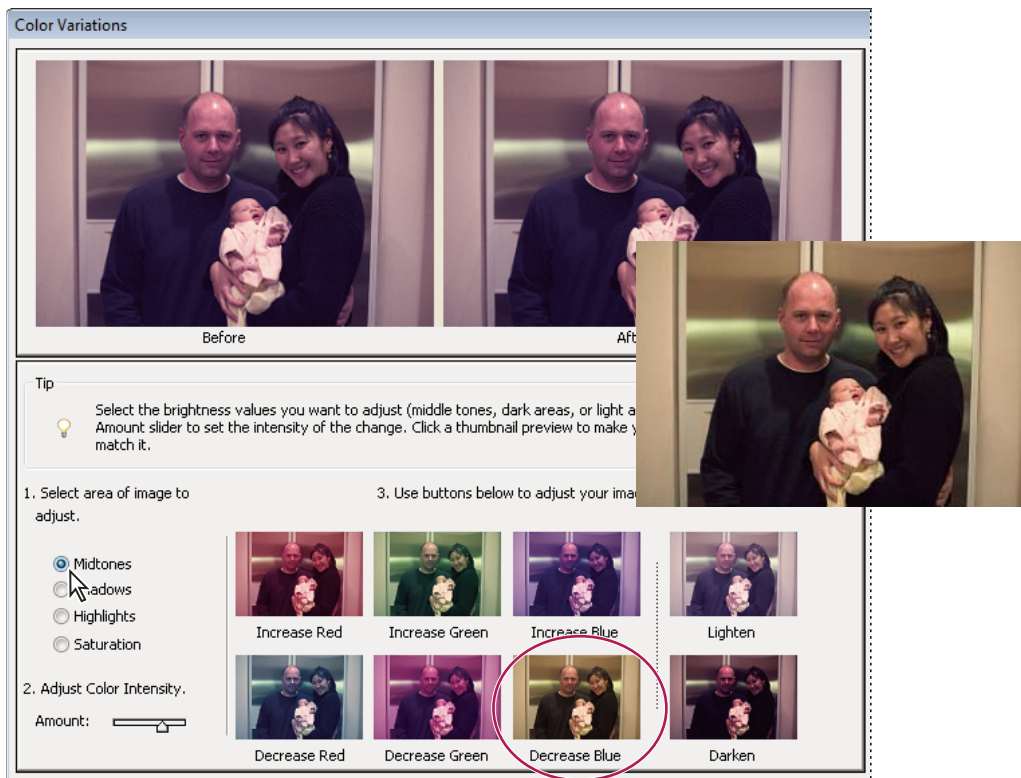 Color Variations
Before
Aft
Tip
Select the brightness values you want to adjust (middle tones, dark areas, or light a
Amount slider to set the intensity of the change. Click a thumbnail preview to make y
match it.
1. Select area of image to
adjust.
3. Use buttons below to adjust your ima
Midtones
adows
Highlights
Saturation
2. Adjust Color Intensity.
Amount:
Increase Red
Increase Green
Increase Blue
Lighten
Decrease Red
Decrease Green
Decrease Blue
Darken